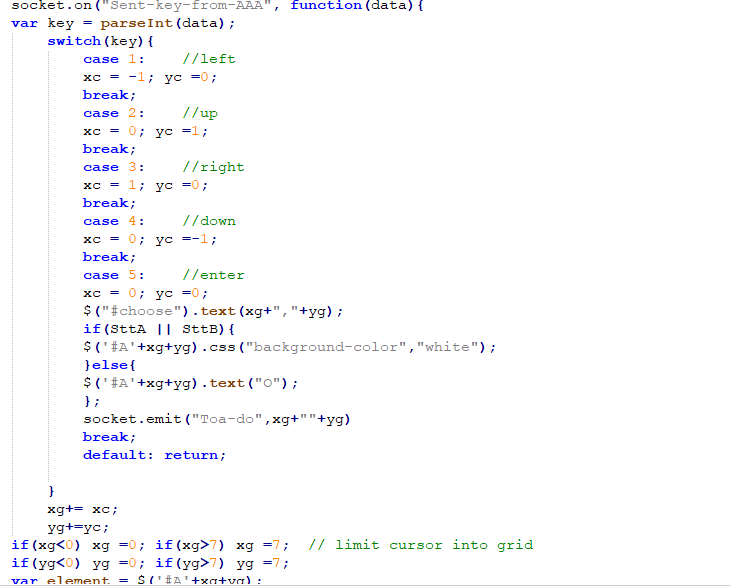 socket.on("Sent-key-from-AAA", function(data){
var key = parseInt(data);
switch(key){
case 1: //left
xc = -1; yc =0;
break;
case 2: //up
xc = 0; yc =1;
break;
case 3: //right
xc = 1; yc =0;
break;
case 4: //down
xc = 0; yc =-1;
break;
case 5: //enter
xc = 0; yc =0;
$("#choose").text(xg+","+yg);
if(SttA || SttB){
$('#A'+xg+yg).css("background-color","white");
}else{
$('#A'+xg+yg).text("O");
};
socket.emit("Toa-do",xg+""+yg)
break;
default: return;
}
xg+= xc;
yg+=yc;
if(xg<0) xg =0; if(xg>7) xg =7; // limit cursor into grid
if(yg<0) yg =0; if(yg>7) yg =7;
var element = $('#A'+xg+yg);